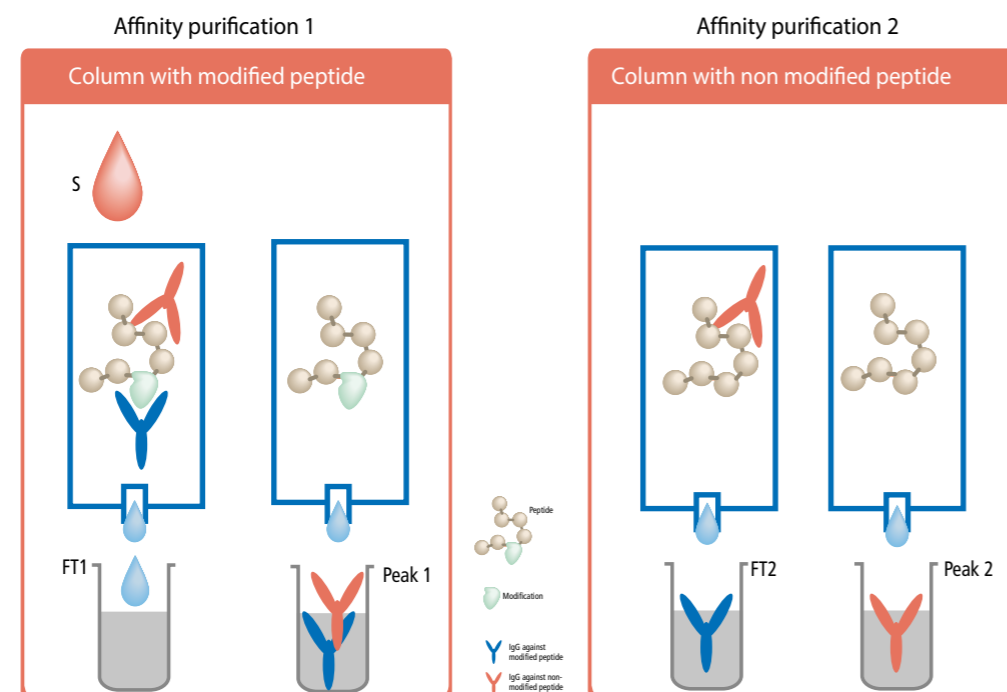 Affinity purification 1
Column with modified peptide
S
FT1
Peak 1
Peptide
Modification
IgG against
modified peptide
IgG against non-
modified peptide
Affinity purification 2
Column with non modified peptide
FT2
Peak 2